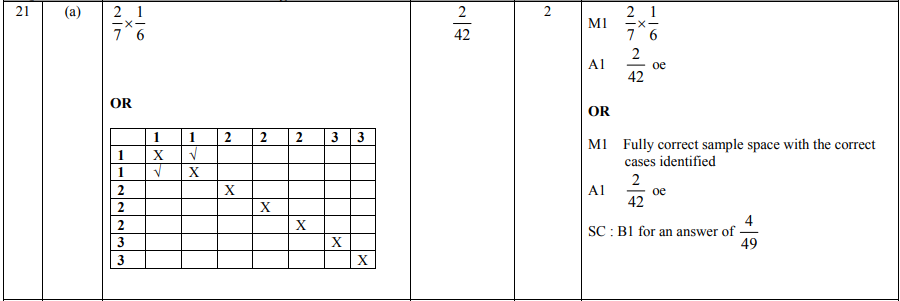 21 (a) 2/7 × 1/6 2/42 2 M1 2/7 × 1/6
A1 2/42 oe
OR OR
1 1 2 2 2 3 3
1 X √
1 √ X
2 X
2 X
2 X
3 X
3 X
M1 Fully correct sample space with the correct
cases identified
A1 2/42 oe
SC : B1 for an answer of 4/49